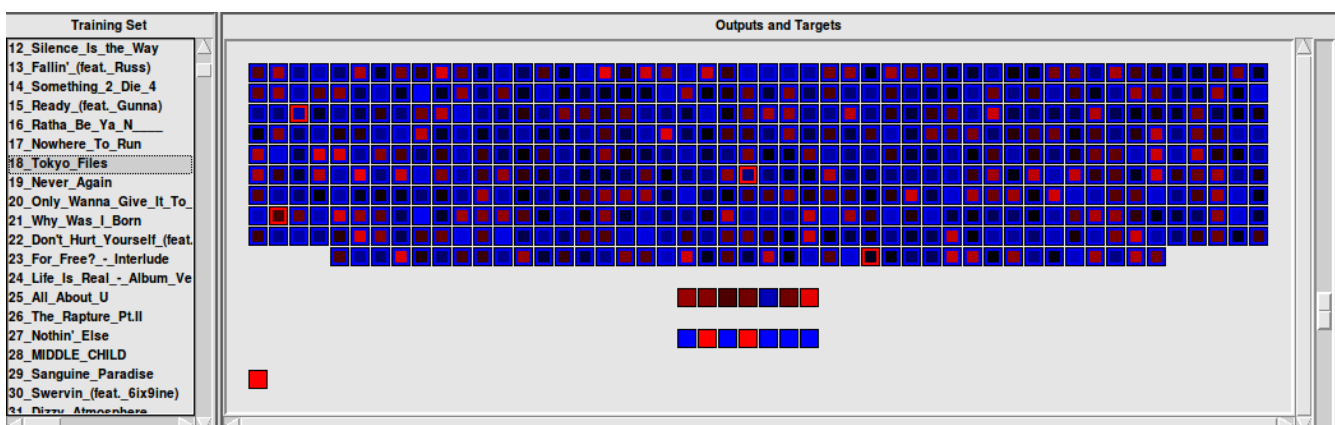 Training Set
Outputs and Targets
12_Silence_Is_the_Way
13_Fallin'_(feat._Russ)
14_Something_2_Die_4
15_Ready_(feat._Gunna)
16_Ratha_Be_Ya_N____
17_Nowhere_To_Run
18_Tokyo_Files
19_Never_Again
20_Only_Wanna_Give_It_To_
21_Why_Was_I_Born
22_Don't_Hurt_Yourself_(feat.
23_For_Free?_-_Interlude
24_Life_Is_Real_-_Album_Ve
25_All_About_U
26_The_Rapture_Pt.II
27_Nothin'_Else
28_MIDDLE_CHILD
29_Sanguine_Paradise
30_Swervin_(feat._6ix9ine)
31_Dizzy_Atmosphere